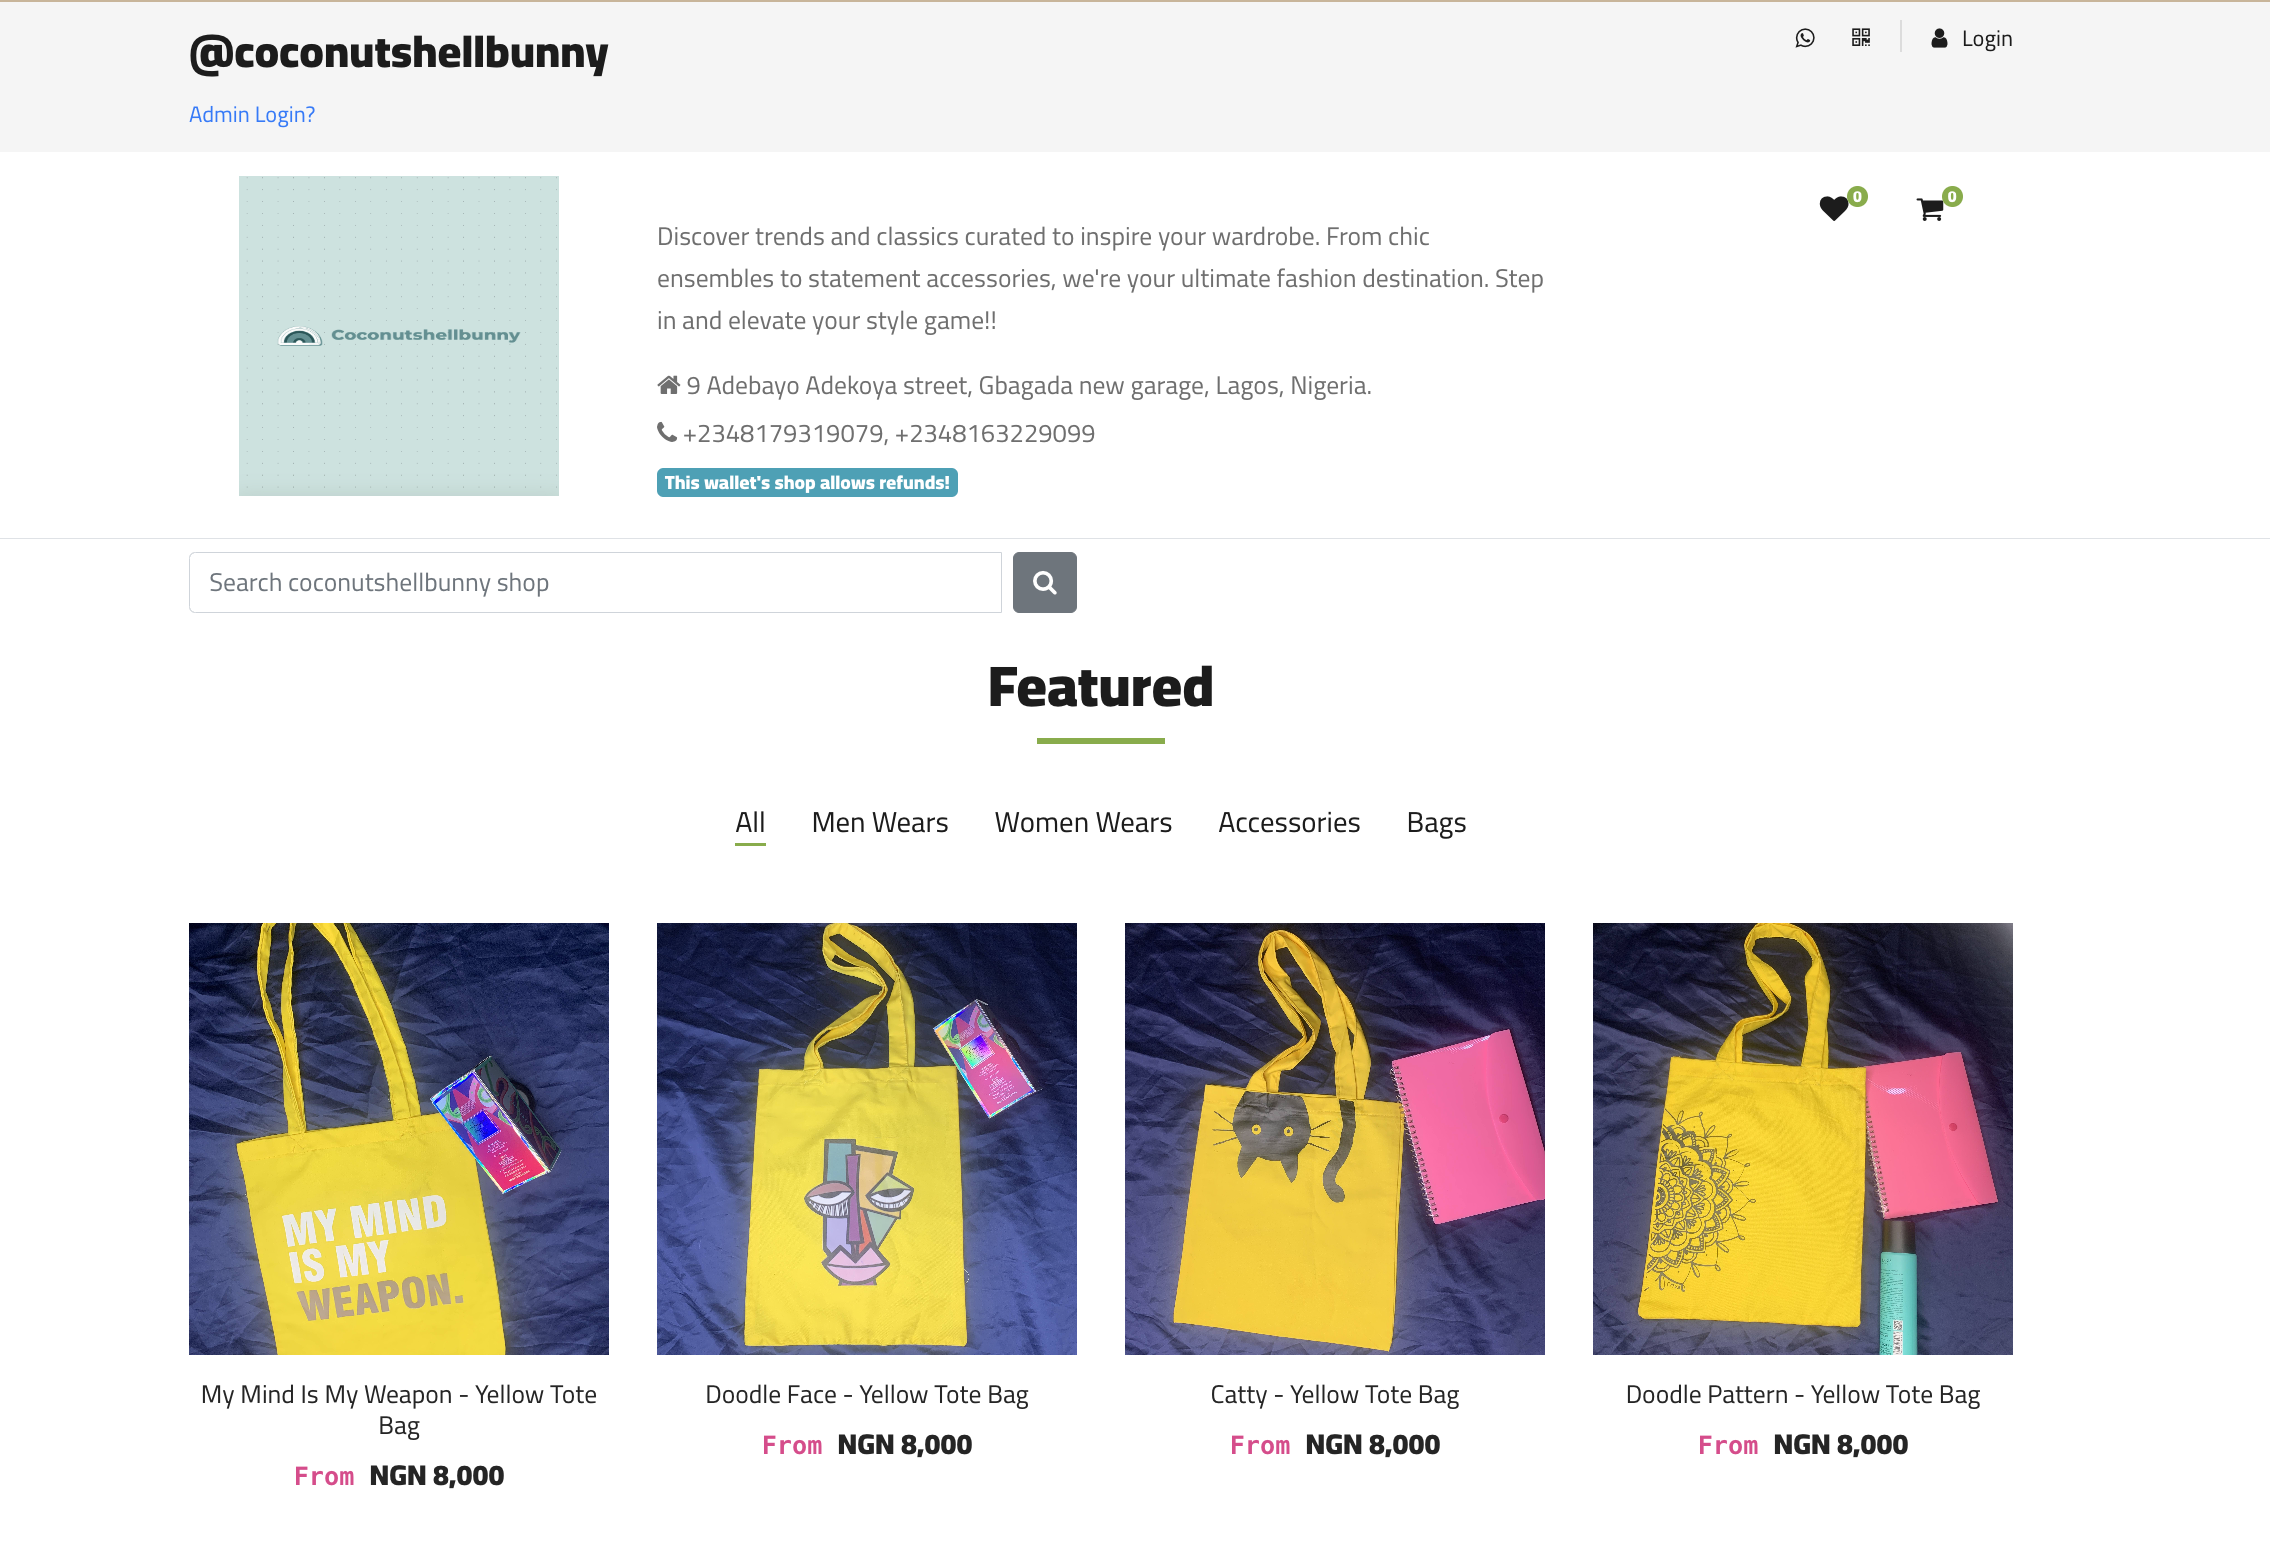 @coconutshellbunny
Login
Admin Login?
0
0
Coconutshellbunny
Discover trends and classics curated to inspire your wardrobe. From chic
ensembles to statement accessories, we're your ultimate fashion destination. Step
in and elevate your style game!!
9 Adebayo Adekoya street, Gbagada new garage, Lagos, Nigeria.
+2348179319079, +2348163229099
This wallet's shop allows refunds!
Search coconutshellbunny shop
Featured
All Men Wears Women Wears Accessories Bags
MY MIND
IS MY
WEAPON.
My Mind Is My Weapon - Yellow Tote
Bag
From NGN 8,000
Doodle Face - Yellow Tote Bag
From NGN 8,000
Catty - Yellow Tote Bag
From NGN 8,000
Doodle Pattern - Yellow Tote Bag
From NGN 8,000